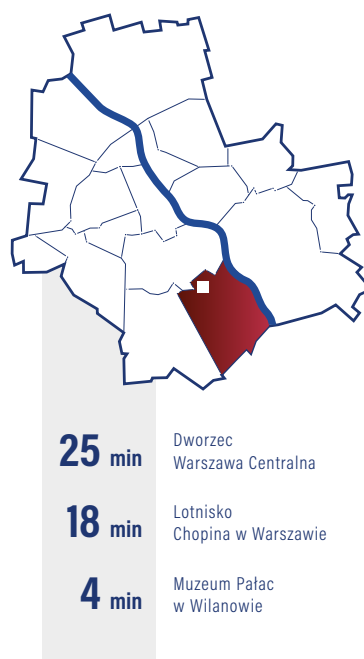 25 min
Dworzec
Warszawa Centralna
18 min
Lotnisko
Chopina w Warszawie
4 min
Muzeum Pałac
w Wilanowie